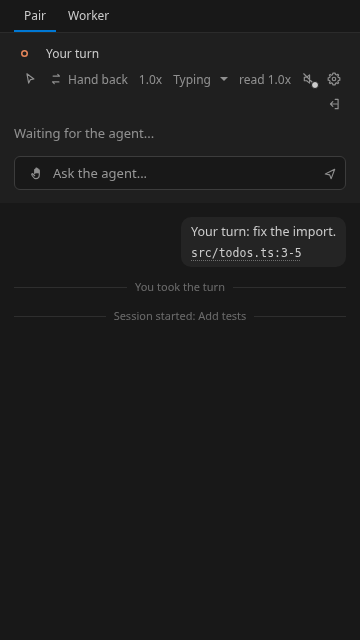 Pair Worker
Your turn
Hand back 1.0x Typing read 1.0x
Waiting for the agent...
Ask the agent...
Your turn: fix the import.
src/todos.ts:3-5
You took the turn
Session started: Add tests